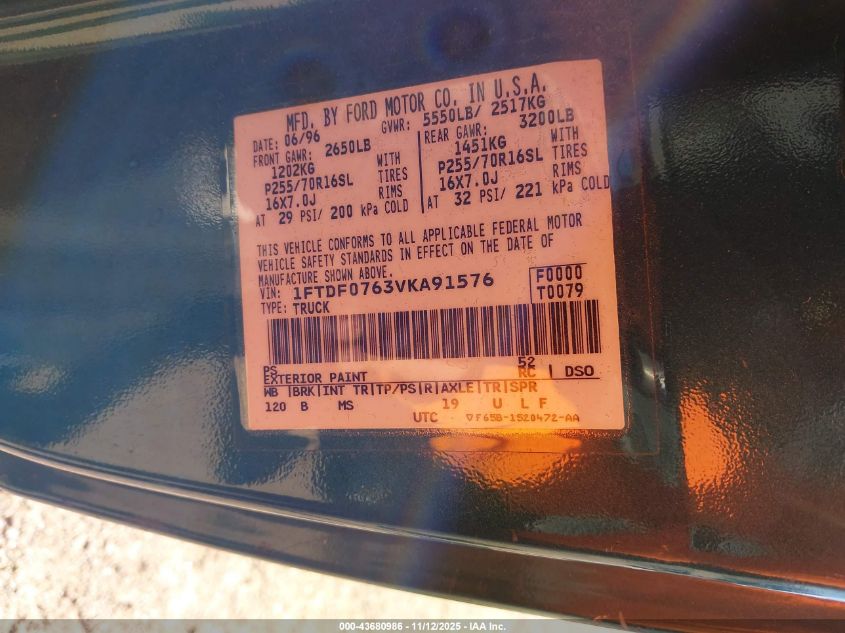 MFD. BY FORD MOTOR CO. IN U.S.A.
DATE: 06/96 GVWR: 5550LB/ 2517KG
FRONT GAWR: 2650LB REAR GAWR: 3200LB
1202KG WITH 1451KG WITH
P255/70R16SL TIRES P255/70R16SL TIRES
16X7.0J RIMS 16X7.0J RIMS
AT 29 PSI/ 200 kPa COLD AT 32 PSI/ 221 kPa COLD
THIS VEHICLE CONFORMS TO ALL APPLICABLE FEDERAL MOTOR
VEHICLE SAFETY STANDARDS IN EFFECT ON THE DATE OF
MANUFACTURE SHOWN ABOVE.
VIN: 1FTDF0763VKA91576 F0000
TYPE: TRUCK T0079
PS 52
EXTERIOR PAINT RC DSO
WB BRK INT TR TP/PS R AXLE TR SPR
120 B MS 19 U L F
UTC F65B-1520472-AA
000-43680986 - 11/12/2025 - IAA Inc.